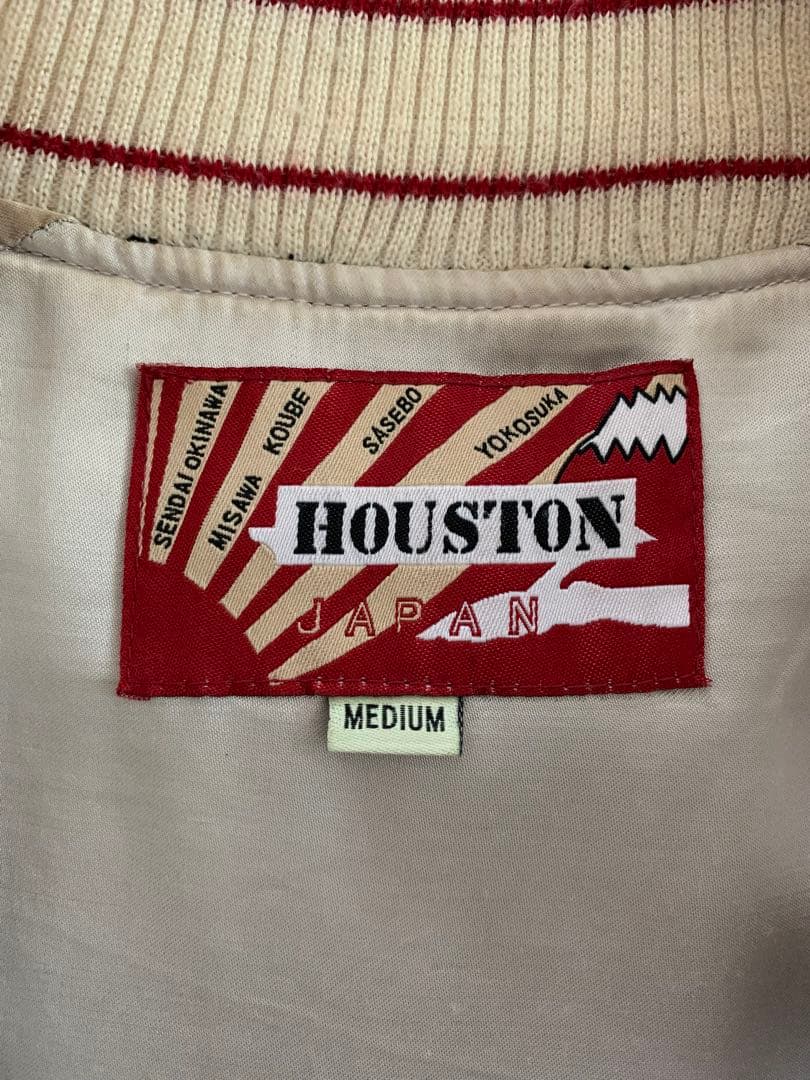 SENDAI OKINAWA
MISAWA KOUBE
SASEBO
YOKOSUKA
HOUSTON
JAPAN
MEDIUM